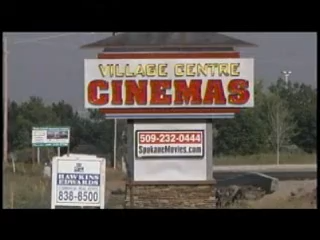 VILLAGE CENTRE
CINEMAS
509-232-0444
SpokaneMovies.com
HAWKINS
EDWARDS
838-8500